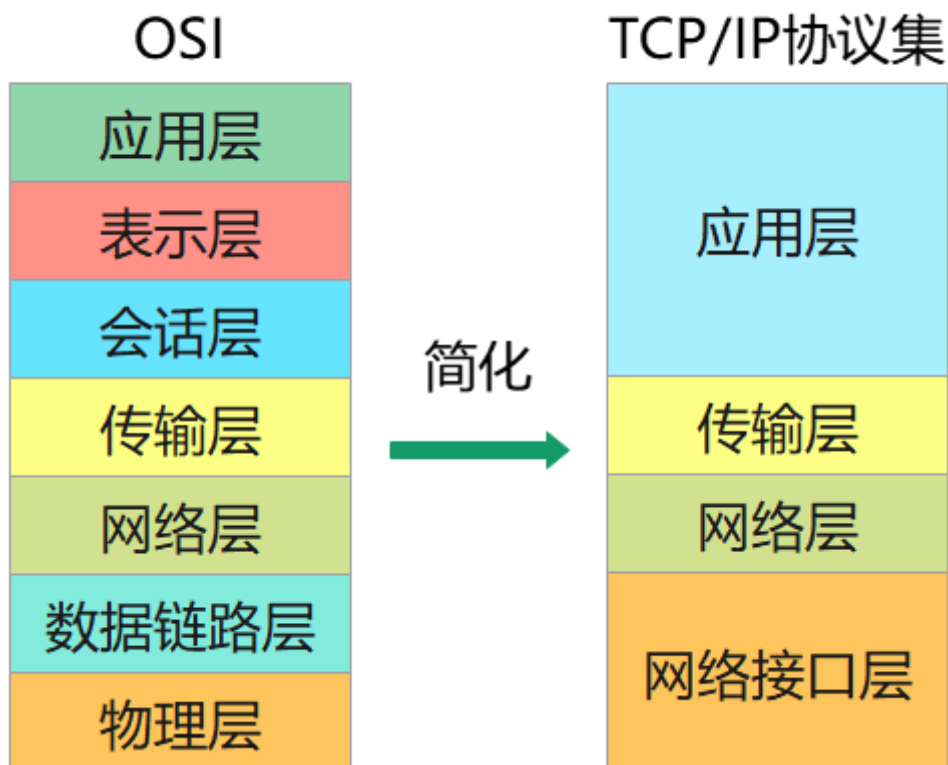 OSI
应用层
表示层
会话层
传输层
网络层
数据链路层
物理层
简化
TCP/IP协议集
应用层
传输层
网络层
网络接口层